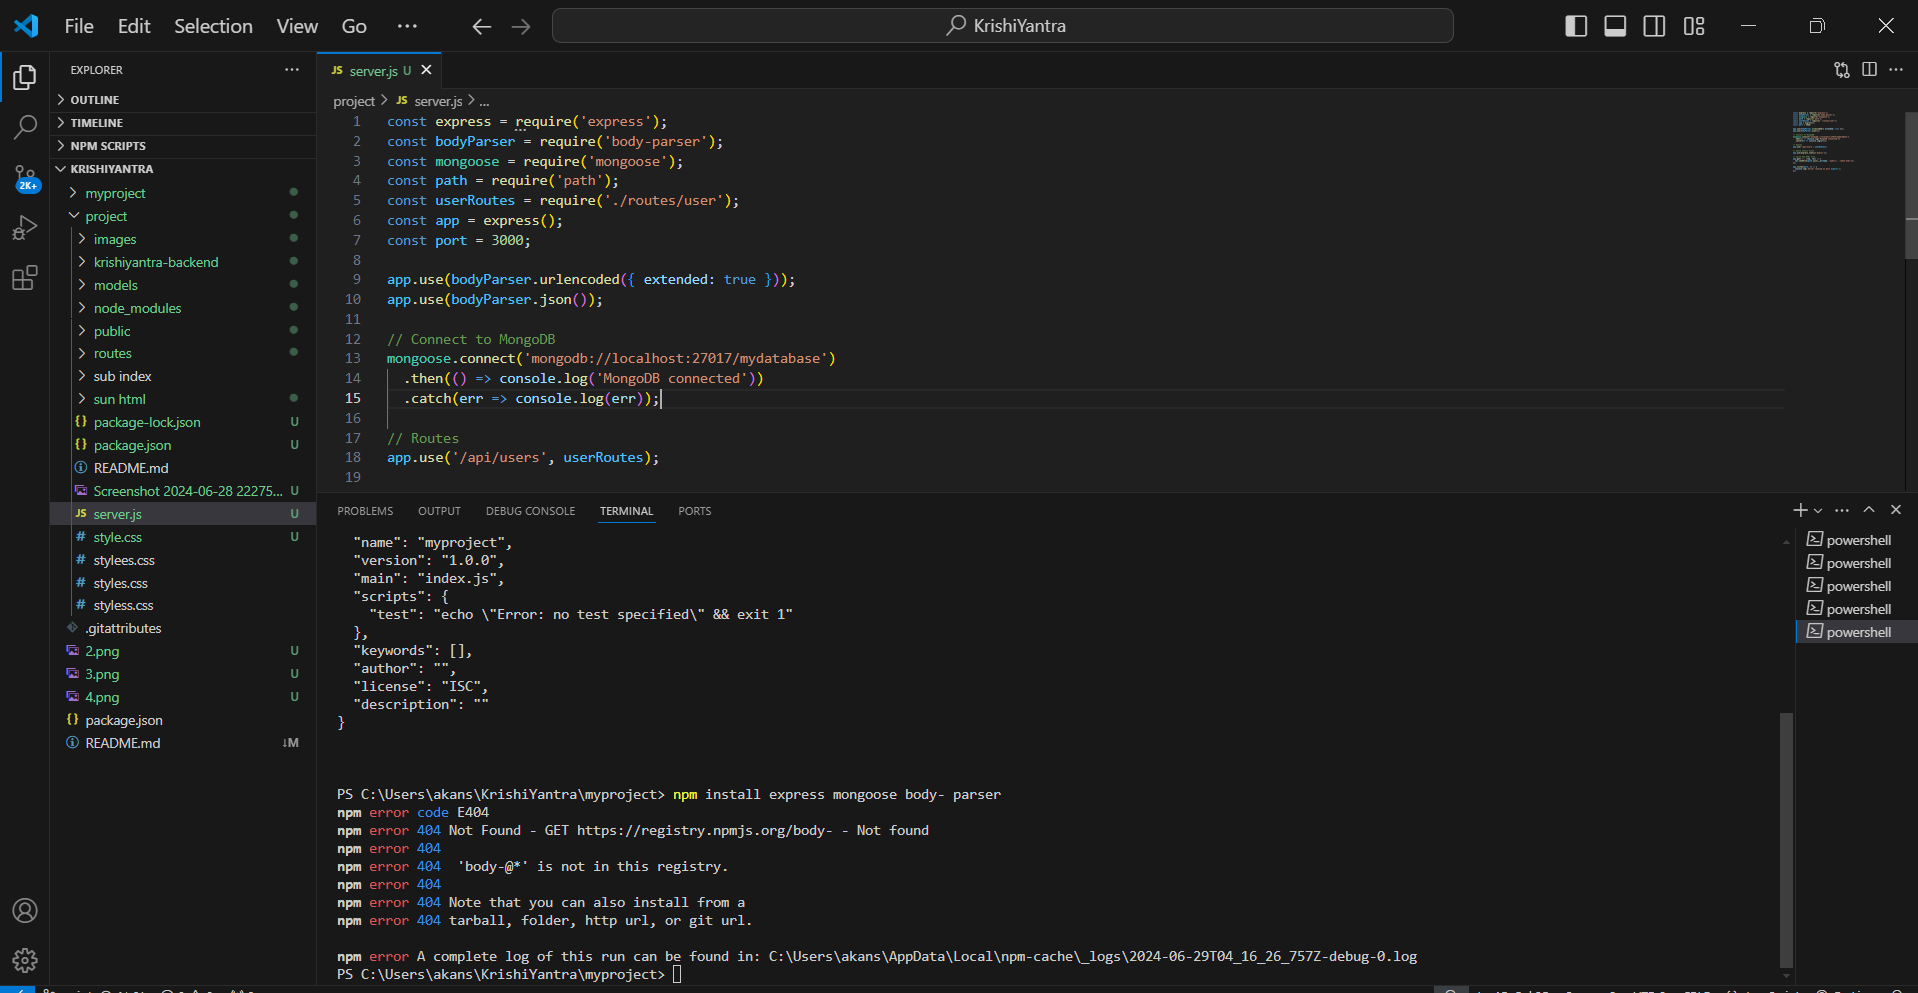 File Edit Selection View Go ··· KrishiYantra
EXPLORER ···
OUTLINE
TIMELINE
NPM SCRIPTS
KRISHIYANTRA
myproject
project
images
krishiyantra-backend
models
node_modules
public
routes
sub index
sun html
package-lock.json U
package.json U
README.md
Screenshot 2024-06-28 22275... U
server.js U
style.css U
stylees.css
styles.css
styless.css
.gitattributes
2.png U
3.png U
4.png U
package.json
README.md ↓M
2K+
JS server.js U
project > JS server.js > ...
1 const express = require('express');
2 const bodyParser = require('body-parser');
3 const mongoose = require('mongoose');
4 const path = require('path');
5 const userRoutes = require('./routes/user');
6 const app = express();
7 const port = 3000;
8
9 app.use(bodyParser.urlencoded({ extended: true }));
10 app.use(bodyParser.json());
11
12 // Connect to MongoDB
13 mongoose.connect('mongodb://localhost:27017/mydatabase')
14 .then(() => console.log('MongoDB connected'))
15 .catch(err => console.log(err));
16
17 // Routes
18 app.use('/api/users', userRoutes);
19
PROBLEMS OUTPUT DEBUG CONSOLE TERMINAL PORTS
"name": "myproject",
"version": "1.0.0",
"main": "index.js",
"scripts": {
"test": "echo \"Error: no test specified\" && exit 1"
},
"keywords": [],
"author": "",
"license": "ISC",
"description": ""
}
PS C:\Users\akans\KrishiYantra\myproject> npm install express mongoose body- parser
npm error code E404
npm error 404 Not Found - GET https://registry.npmjs.org/body- - Not found
npm error 404
npm error 404  'body-@*' is not in this registry.
npm error 404
npm error 404 Note that you can also install from a
npm error 404 tarball, folder, http url, or git url.
npm error A complete log of this run can be found in: C:\Users\akans\AppData\Local\npm-cache\_logs\2024-06-29T04_16_26_757Z-debug-0.log
PS C:\Users\akans\KrishiYantra\myproject>
powershell
powershell
powershell
powershell
powershell